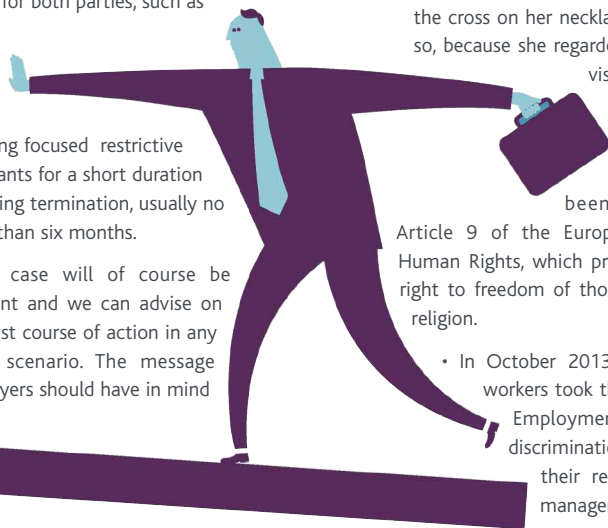 for both parties, such as
ng focused restrictive
ants for a short duration
ing termination, usually no
than six months.
case will of course be
nt and we can advise on
st course of action in any
scenario. The message
yers should have in mind
the cross on her neckla
so, because she regarde
vis
been
Article 9 of the Europ
Human Rights, which pr
right to freedom of tho
religion.
• In October 2013
workers took th
Employmen
discriminatio
their re
manage